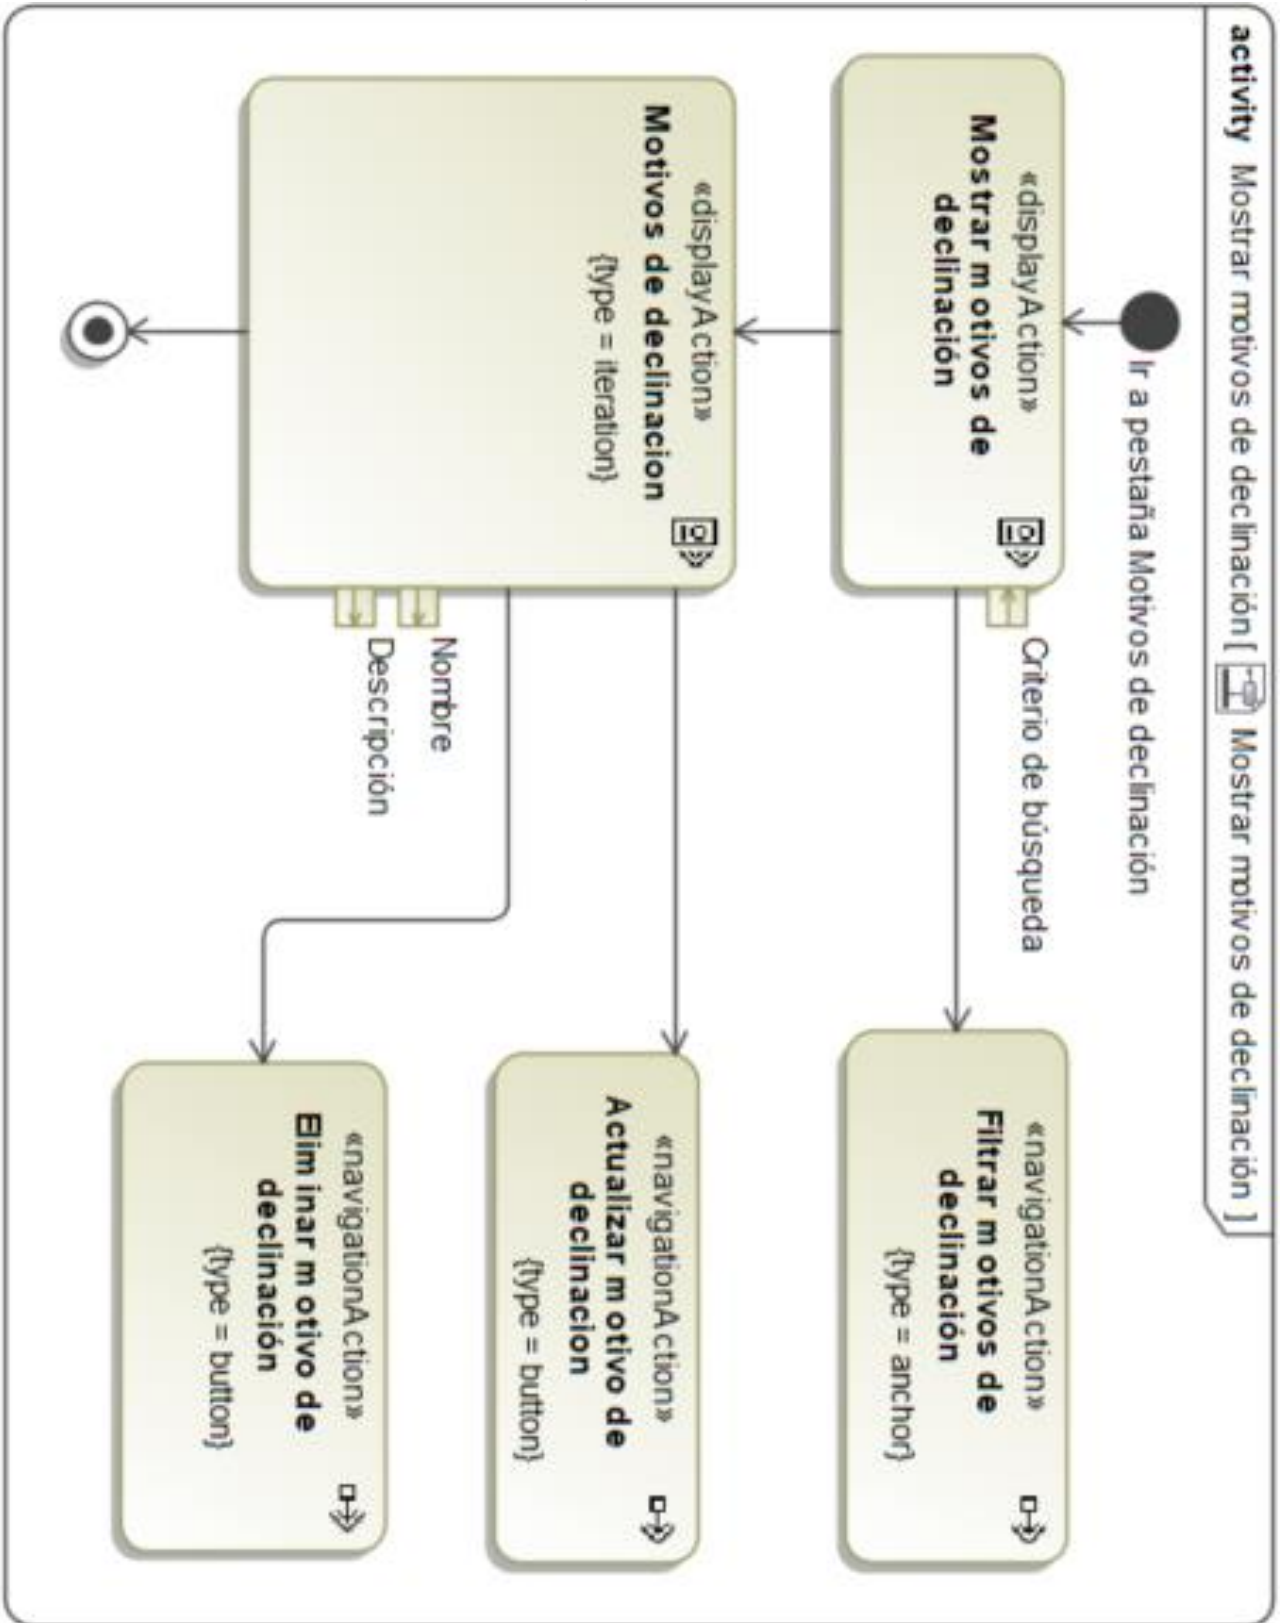 activity Mostrar motivos de declinación [ Mostrar motivos de declinación ]
Ir a pestaña Motivos de declinación
«displayAction»
Mostrar motivos de
declinación
Criterio de búsqueda
«navigationAction»
Filtrar motivos de
declinación
{type = anchor}
«displayAction»
Motivos de declinacion
{type = iteration}
Nombre
Descripción
«navigationAction»
Actualizar motivo de
declinacion
{type = button}
«navigationAction»
Eliminar motivo de
declinación
{type = button}